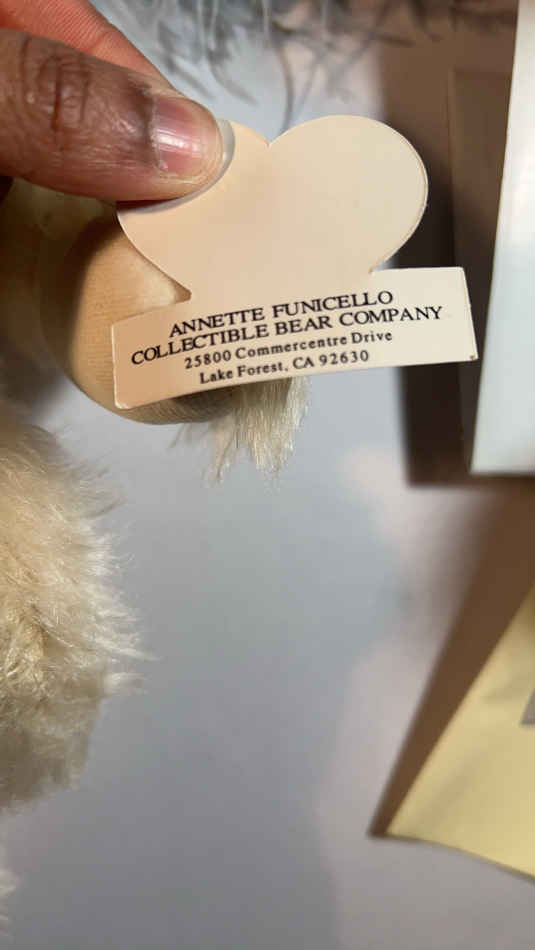 ANNETTE FUNICELLO
COLLECTIBLE BEAR COMPANY
25800 Commercentre Drive
Lake Forest, CA 92630